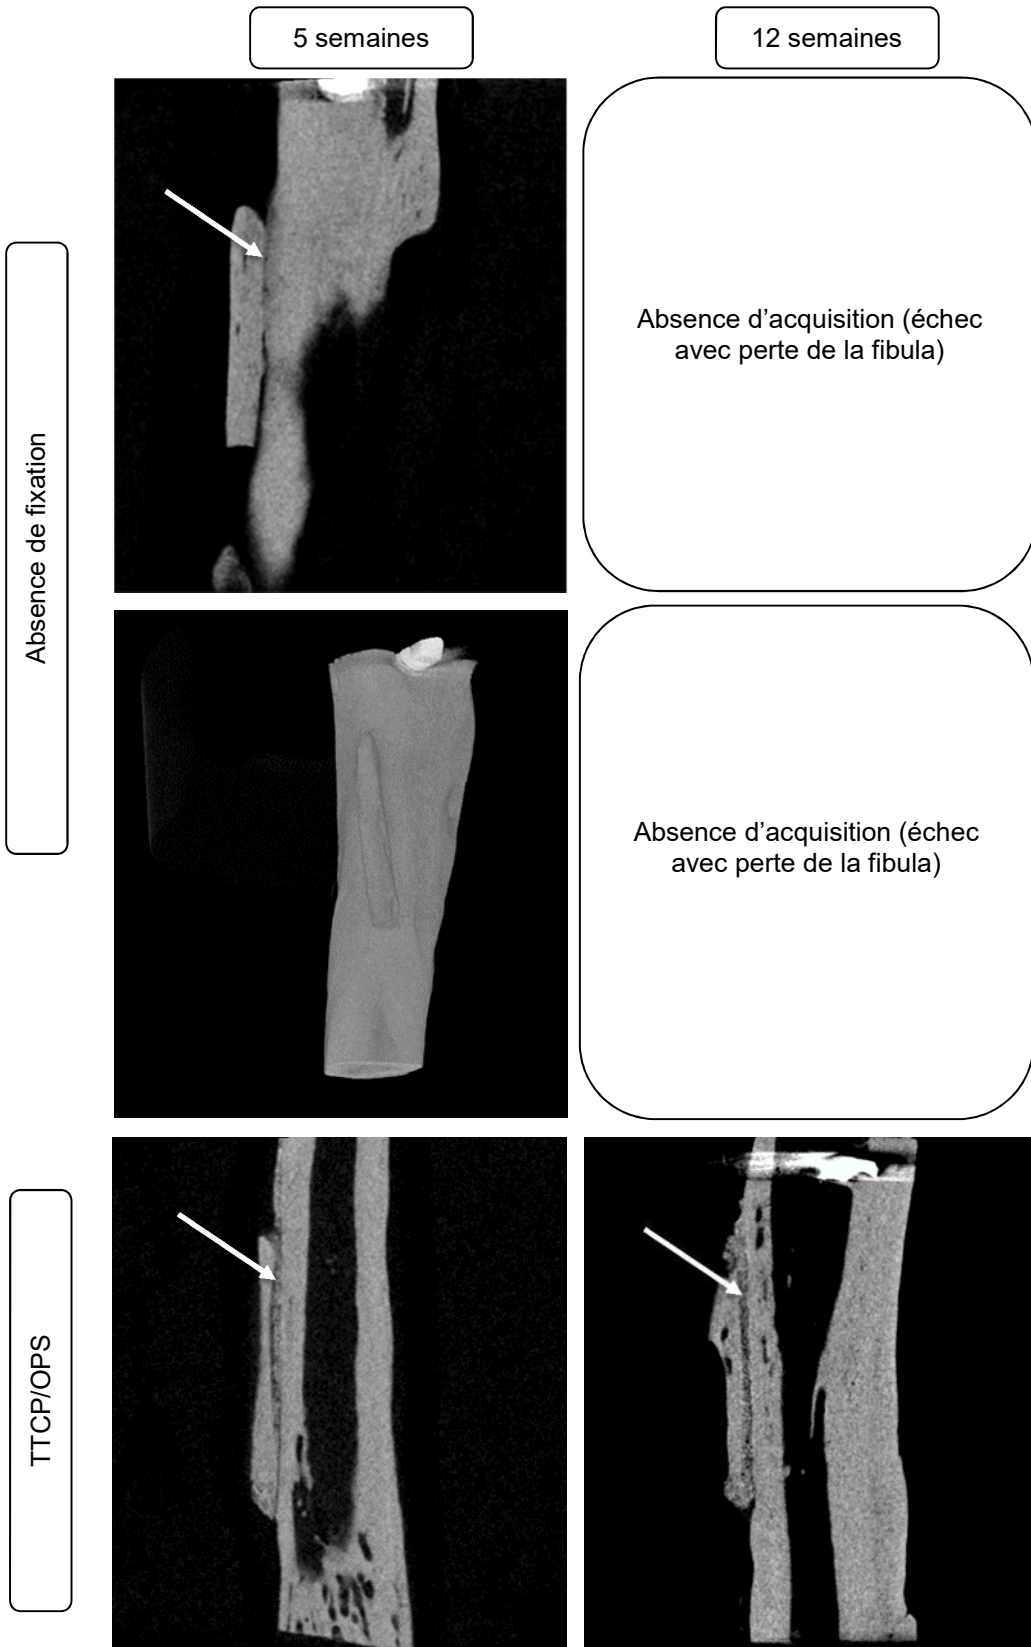 5 semaines
12 semaines
Absence de fixation
Absence d’acquisition (échec
avec perte de la fibula)
Absence d’acquisition (échec
avec perte de la fibula)
TTCP/OPS